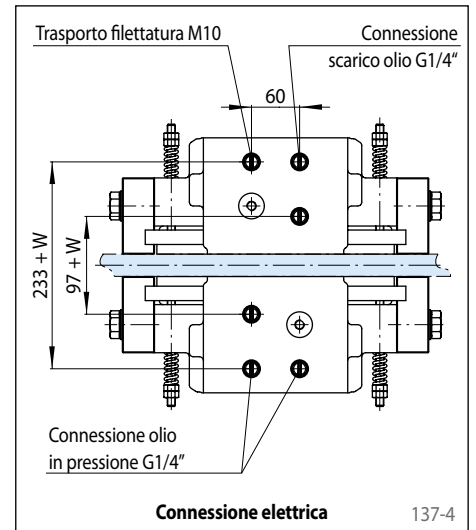 Trasporto filettatura M10
Connessione
scarico olio G1/4“
60
233 + W
97 + W
Connessione olio
in pressione G1/4”
Connessione elettrica
137-4